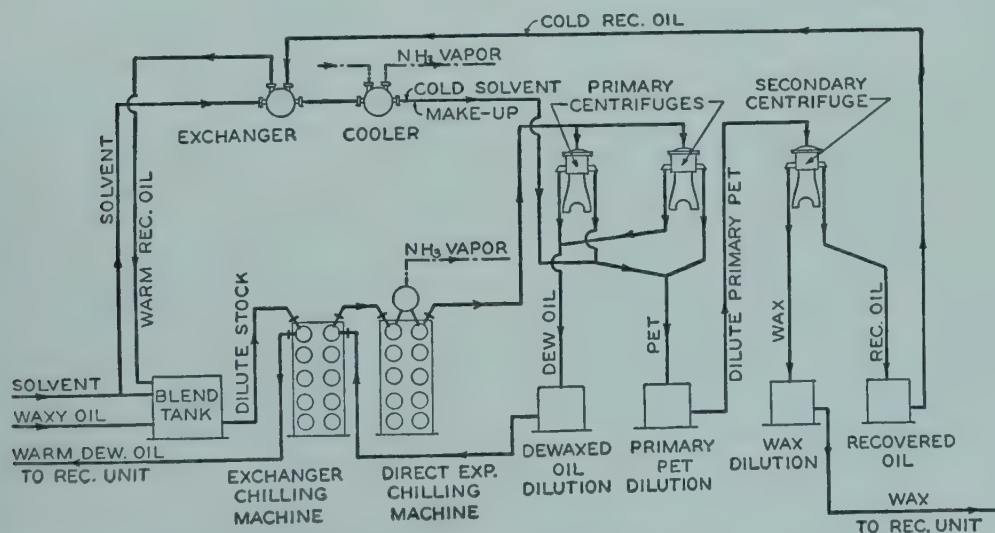 COLD REC. OIL
NH₃ VAPOR
COLD SOLVENT
MAKE-UP
PRIMARY
CENTRIFUGES
SECONDARY
CENTRIFUGE
EXCHANGER
COOLER
SOLVENT
WARM REC. OIL
NH₃ VAPOR
DILUTE STOCK
DEW OIL
PET
DILUTE PRIMARY PET
WAX
REC. OIL
SOLVENT
BLEND
TANK
WAXY OIL
WARM DEW. OIL
TO REC. UNIT
EXCHANGER
CHILLING
MACHINE
DIRECT EXP.
CHILLING
MACHINE
DEWAXED
OIL
DILUTION
PRIMARY
PET
DILUTION
WAX
DILUTION
RECOVERED
OIL
WAX
TO REC. UNIT